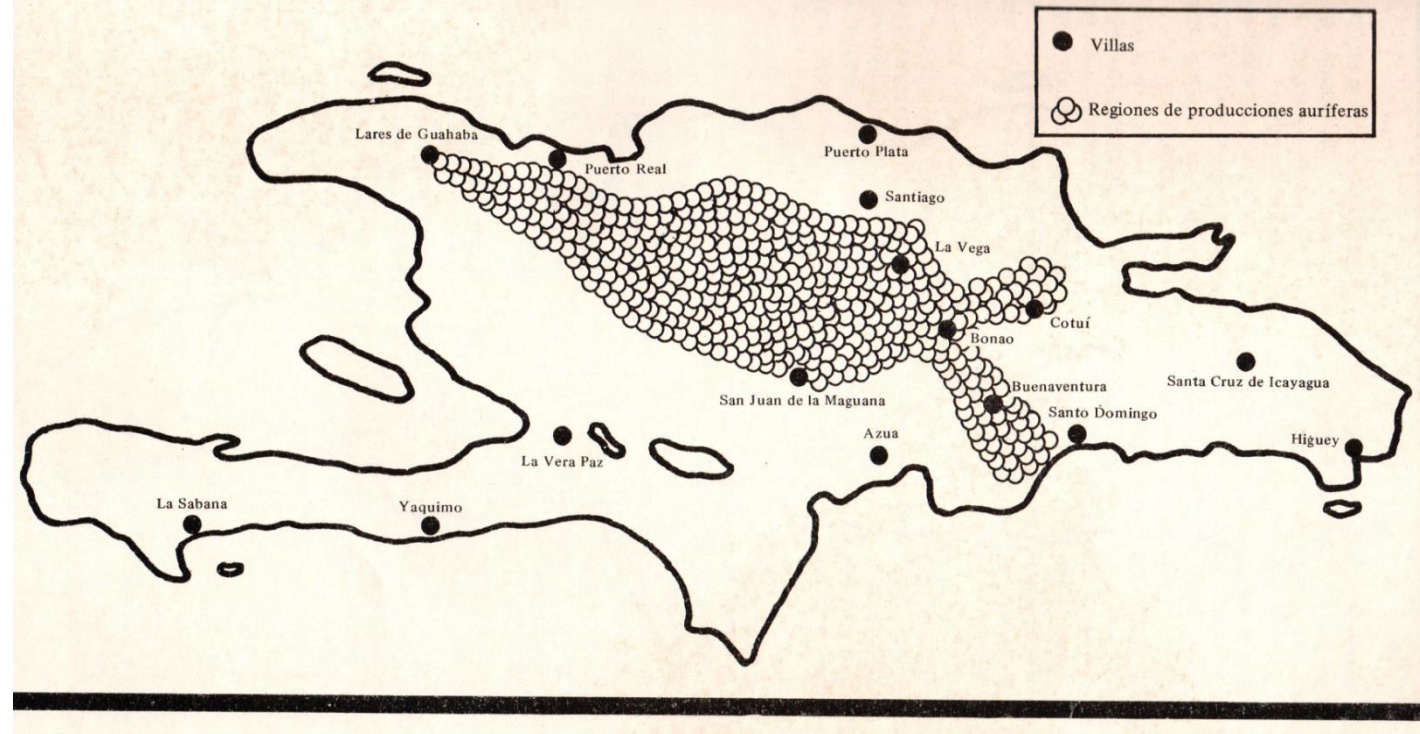 Villas
Regiones de producciones auríferas
Lares de Guahaba
Puerto Real
Puerto Plata
Santiago
La Vega
Cotuí
Bonao
Santa Cruz de Icayagua
San Juan de la Maguana
Buenaventura
Santo Domingo
Azua
Higuey
La Vera Paz
La Sabana
Yaquimo